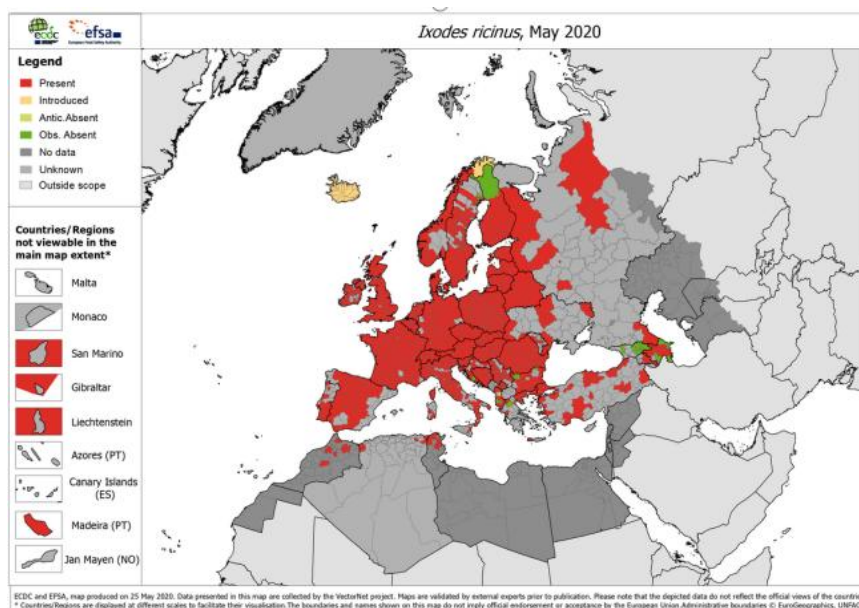 ecdc
efsa
European Food Safety Authority
Ixodes ricinus, May 2020
Legend
Present
Introduced
Antic.Absent
Obs. Absent
No data
Unknown
Outside scope
Countries/Regions
not viewable in the
main map extent*
Malta
Monaco
San Marino
Gibraltar
Liechtenstein
Azores (PT)
Canary Islands
(ES)
Madeira (PT)
Jan Mayen (NO)
ECDC and EFSA, map produced on 25 May 2020. Data presented in this map are collected by the VectorNet project. Maps are validated by external experts prior to publication. Please note that the depicted data do not reflect the official views of the countrie
* Countries/Regions are displayed at different scales to facilitate their visualisation. The boundaries and names shown on this map do not imply official endorsement or acceptance by the European Union. Administrative boundaries © EuroGeographics, UNFAO